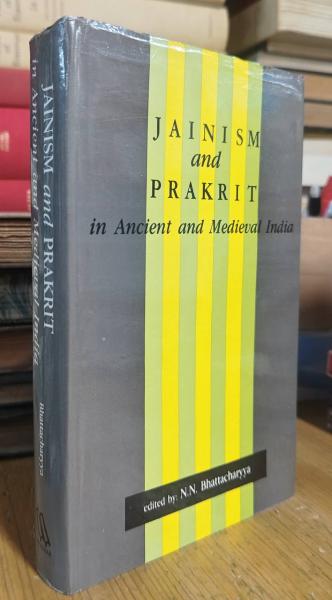 JAINISM
and
PRAKRIT
in Ancient and Medieval India
edited by: N.N. Bhattacharyya
JAINISM and PRAKRIT
in Ancient and Medieval India
Bhattacharyya